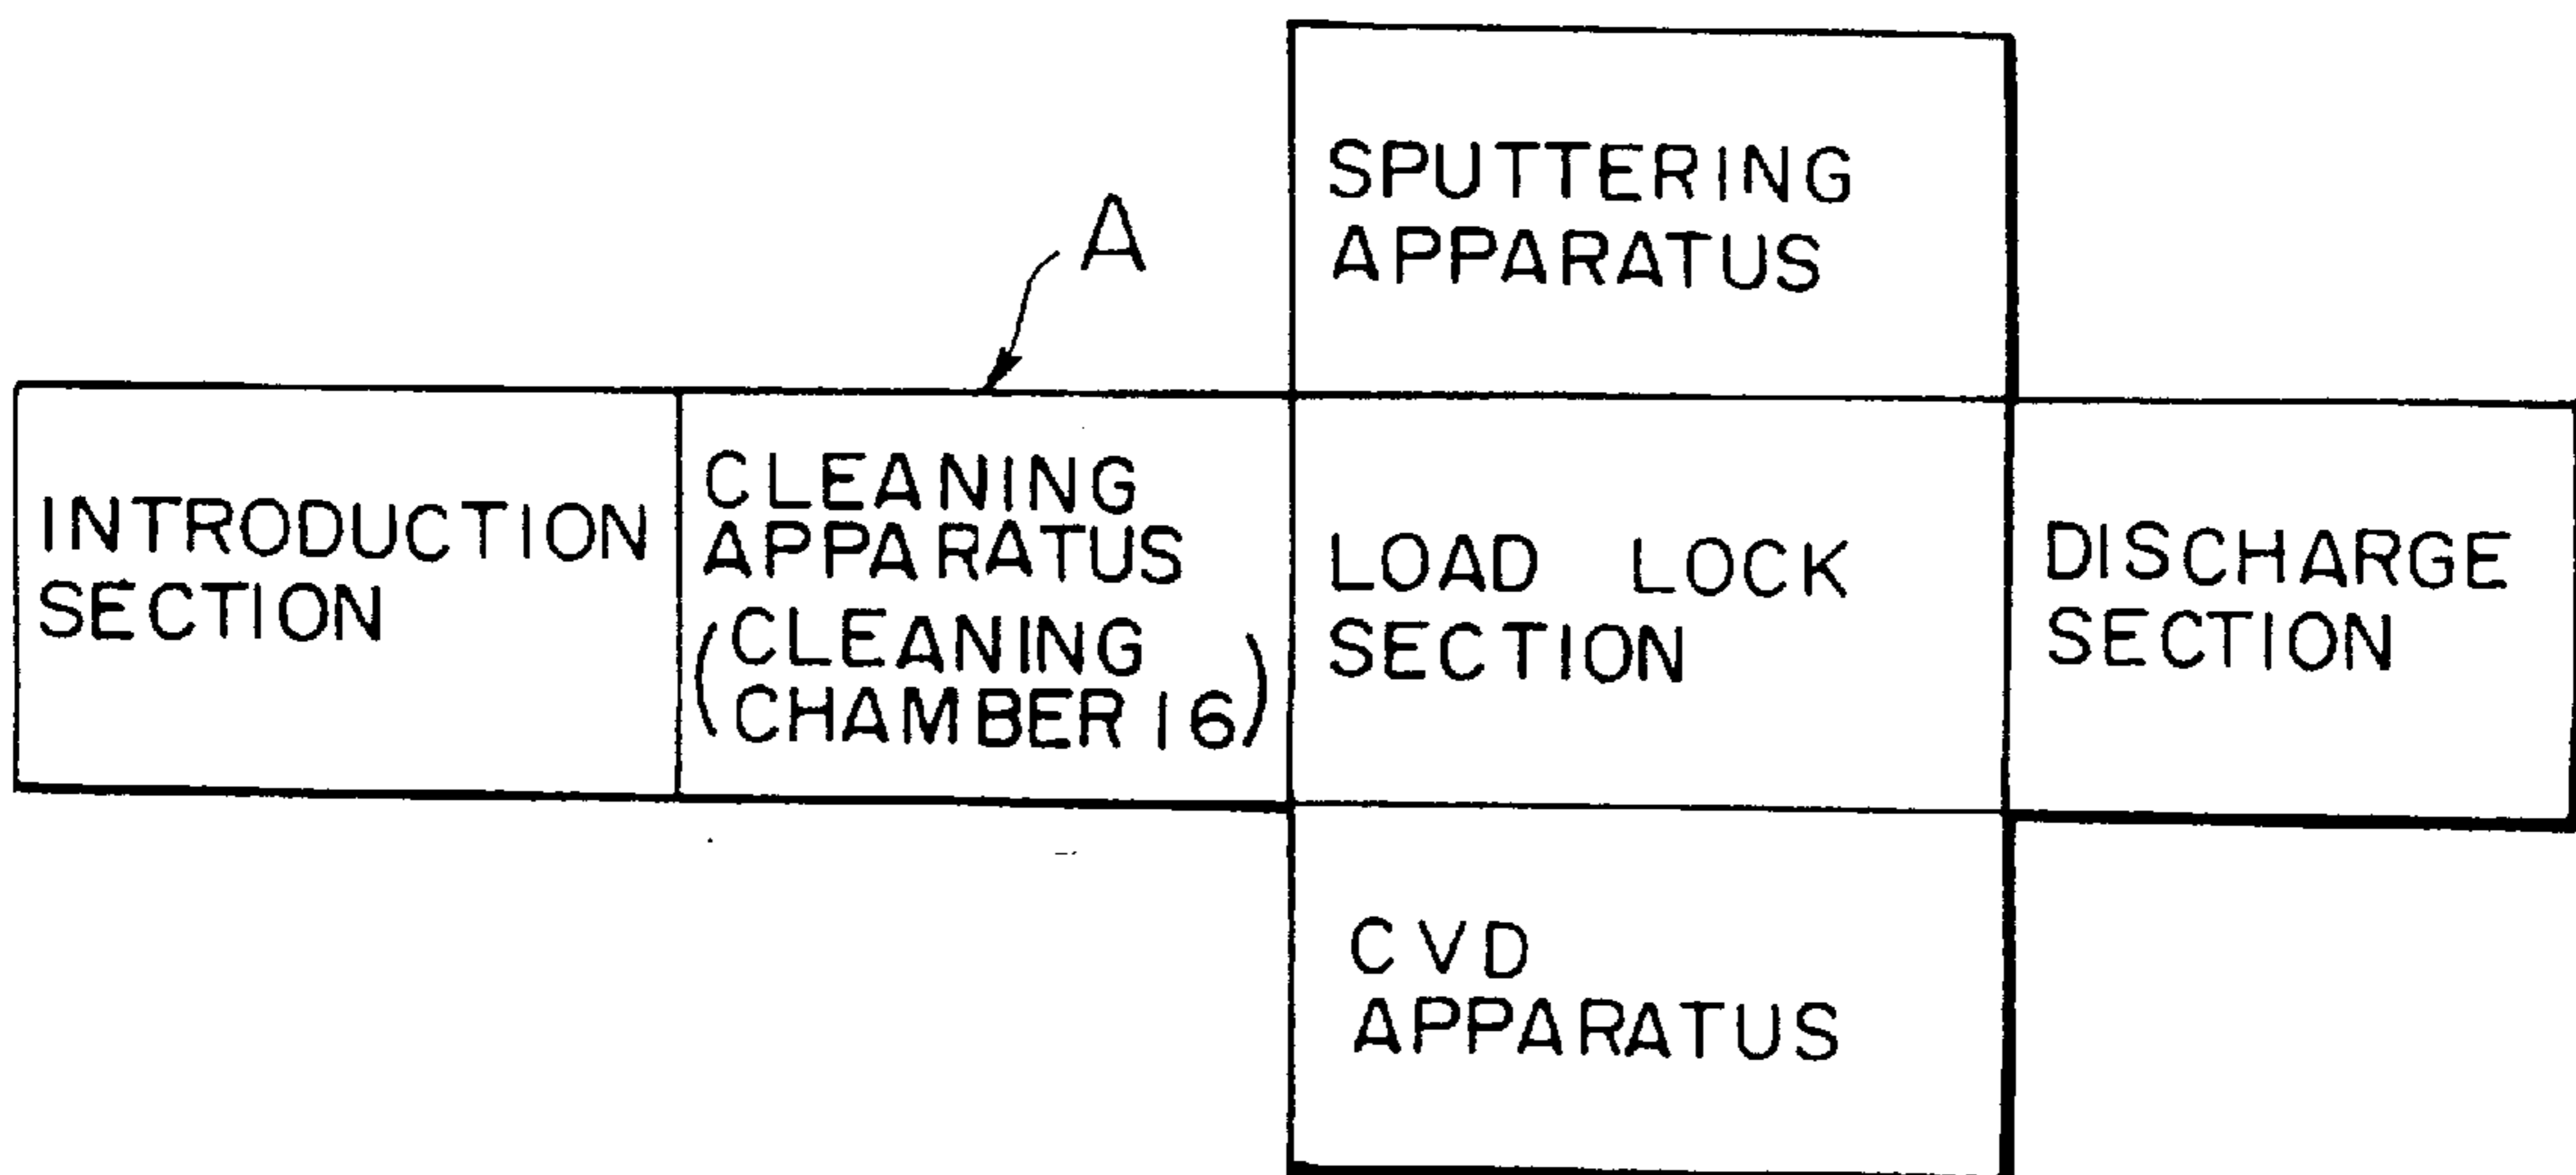 A
SPUTTERING
APPARATUS
INTRODUCTION
SECTION
CLEANING
APPARATUS
(CLEANING
CHAMBER 16)
LOAD LOCK
SECTION
DISCHARGE
SECTION
CVD
APPARATUS